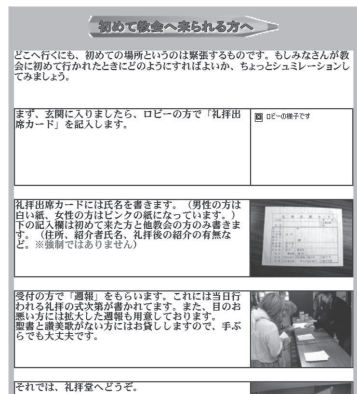 初めて教会へ来られる方へ
どこへ行くにも、初めての場所というのは緊張するものです。もしみなさんが教
会に初めて行かれたときにどのようにすればよいか、ちょっとシュミレーションし
てみましょう。
まず、玄関に入りましたら、ロビーの方で「礼拝出
席カード」を記入します。
ロビーの様子です
礼拝出席カードには氏名を書きます。（男性の方は
白い紙、女性の方はピンクの紙になっています。）
下の記入欄は初めて来た方と他教会の方のみ書きま
す。（住所、紹介者氏名、礼拝後の紹介の有無な
ど。※強制ではありません）
受付の方で「週報」をもらいます。これには当日行
われる礼拝の式次第が書かれてます。また、目のお
悪い方には拡大した週報も用意しております。
聖書と讃美歌がない方にはお貸ししますので、手ぶ
らでも大丈夫です。
それでは、礼拝堂へどうぞ。